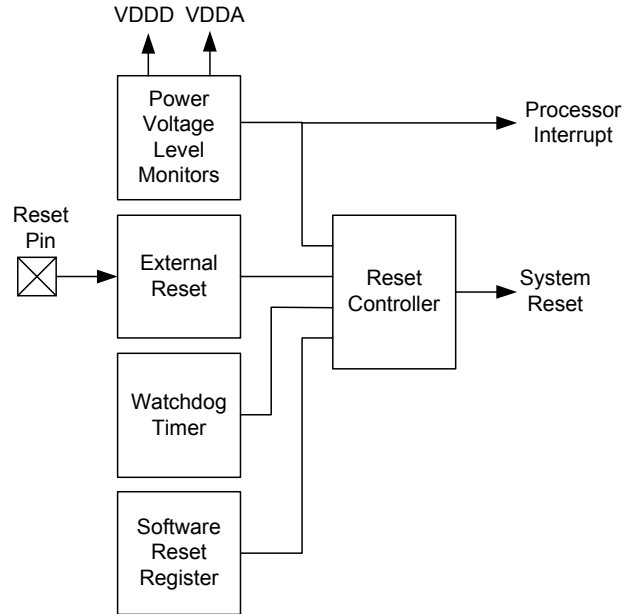 VDDD
VDDA
Power
Voltage
Level
Monitors
Processor
Interrupt
Reset
Pin
External
Reset
Reset
Controller
System
Reset
Watchdog
Timer
Software
Reset
Register